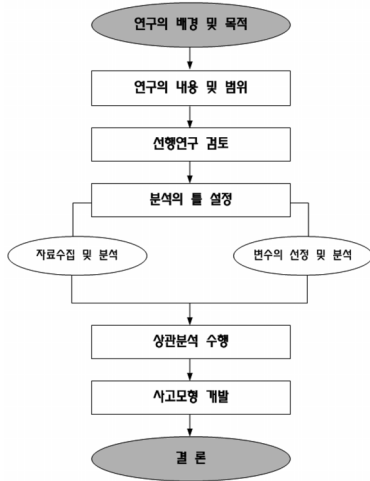 연구의 배경 및 목적
연구의 내용 및 범위
선행연구 검토
분석의 틀 설정
자료수집 및 분석
변수의 선정 및 분석
상관분석 수행
사고모형 개발
결 론